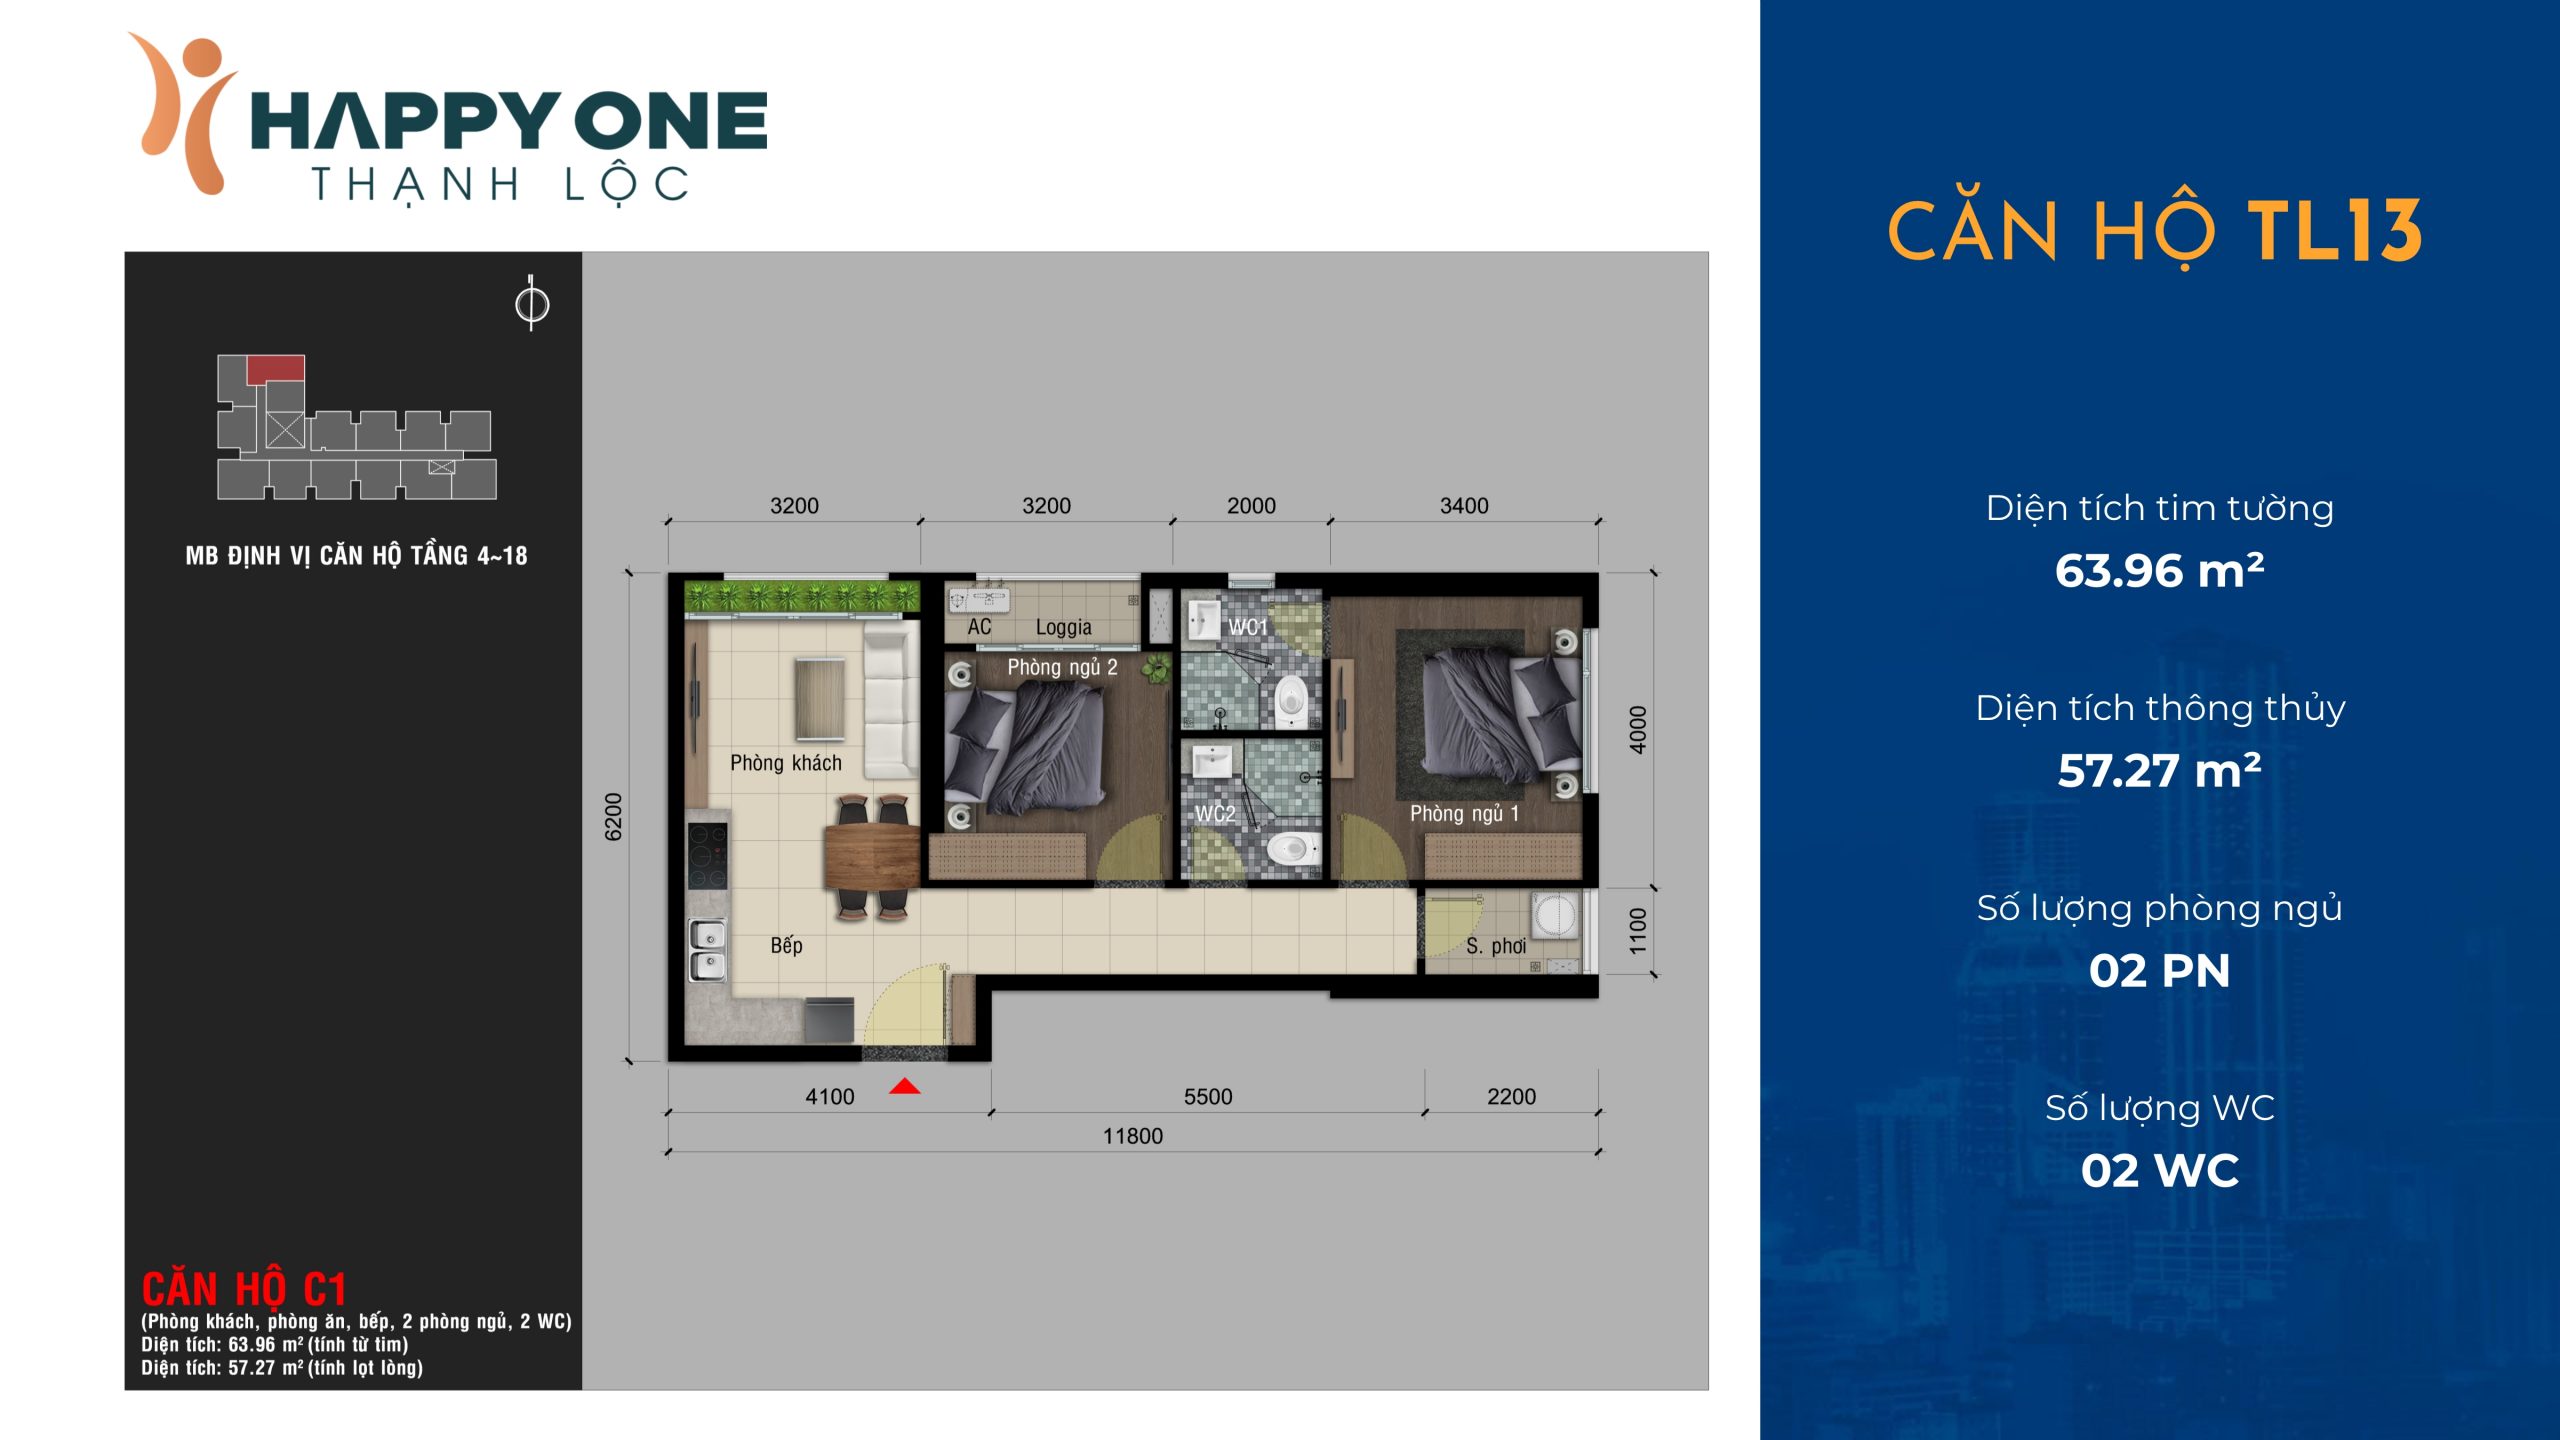 HAPPY ONE
THẠNH LỘC
MB ĐỊNH VỊ CĂN HỘ TẦNG 4~18
CĂN HỘ C1
(Phòng khách, phòng ăn, bếp, 2 phòng ngủ, 2 WC)
Diện tích: 63.96 m² (tính từ tim)
Diện tích: 57.27 m² (tính lọt lòng)
3200 3200 2000 3400
AC Loggia WC1
Phòng ngủ 2
Phòng khách
WC2 Phòng ngủ 1
6200
4000
Bếp
S. phơi
1100
4100 5500 2200
11800
CĂN HỘ TL13
Diện tích tim tường
63.96 m²
Diện tích thông thủy
57.27 m²
Số lượng phòng ngủ
02 PN
Số lượng WC
02 WC